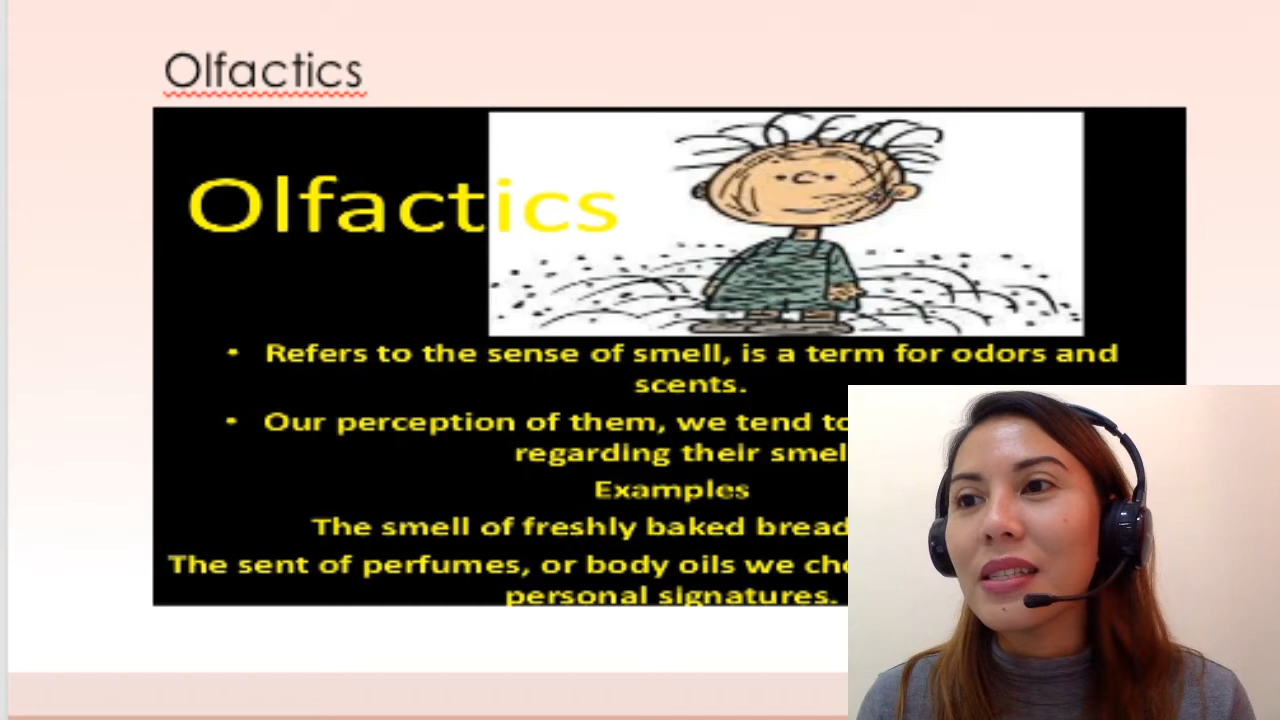 Olfactics
Olfactics
• Refers to the sense of smell, is a term for odors and
scents.
• Our perception of them, we tend to
regarding their smel
Examples
The smell of freshly baked bread
The sent of perfumes, or body oils we
personal signatures.